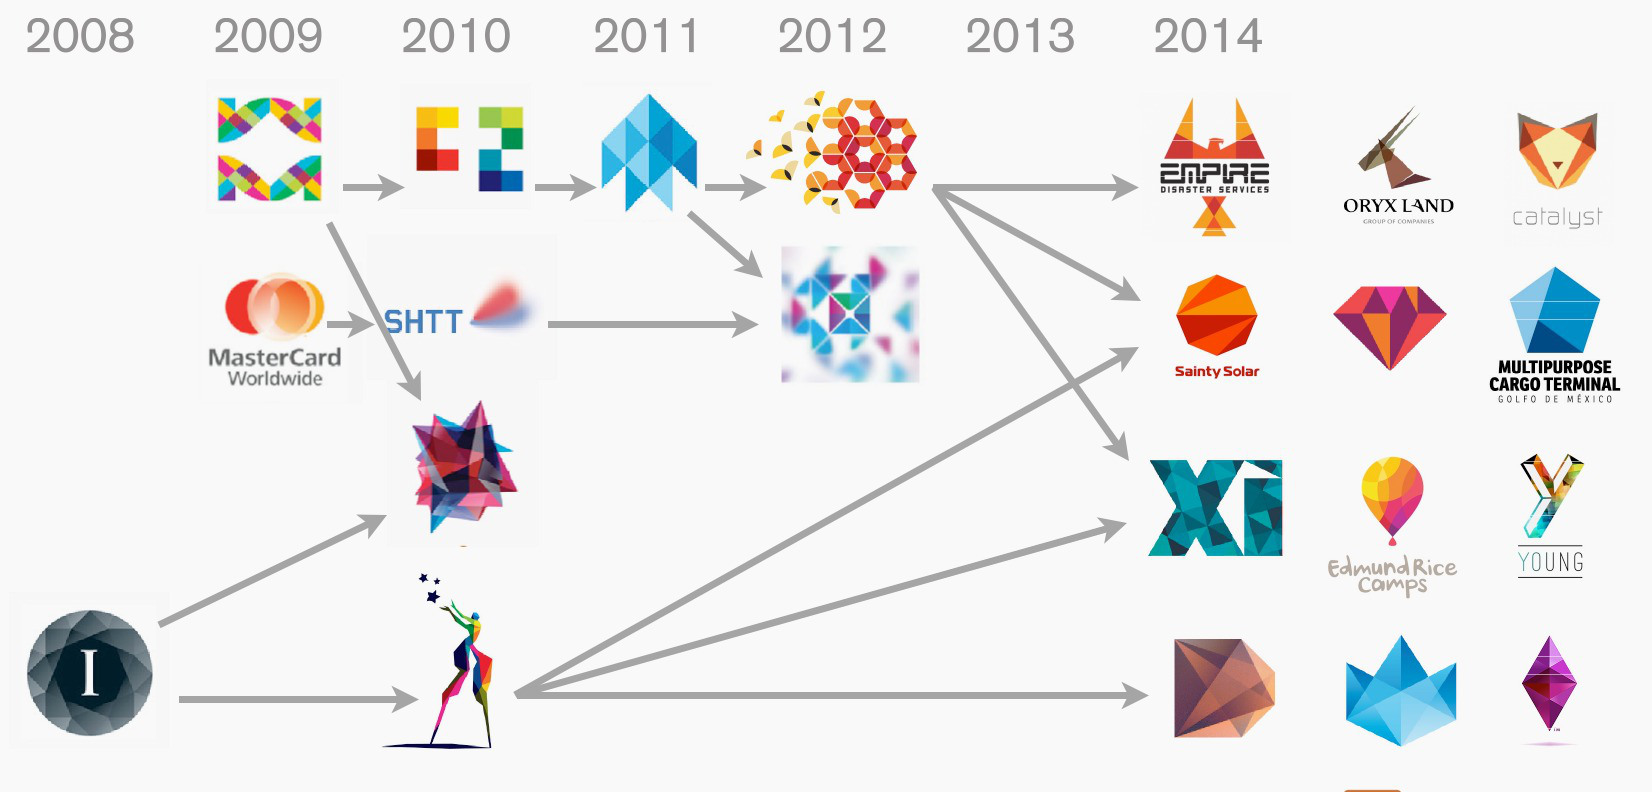 2008 2009 2010 2011 2012 2013 2014
EMPIRE
DISASTER SERVICES
ORYX LAND
GROUP OF COMPANIES
catalyst
SHTT
MasterCard
Worldwide
Sainty Solar
MULTIPURPOSE
CARGO TERMINAL
GOLFO DE MÉXICO
Xi
Edmund Rice
Camps
YOUNG
I